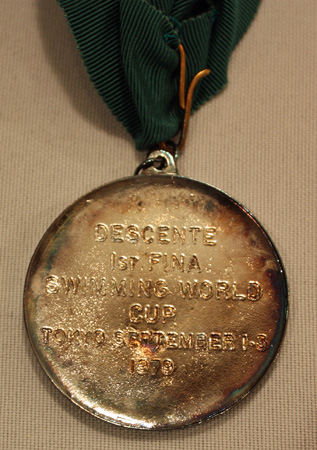 DESCENTE
1ST FINA.
SWIMMING WORLD
CUP
TOKYO SEPTEMBER 1-3
1979